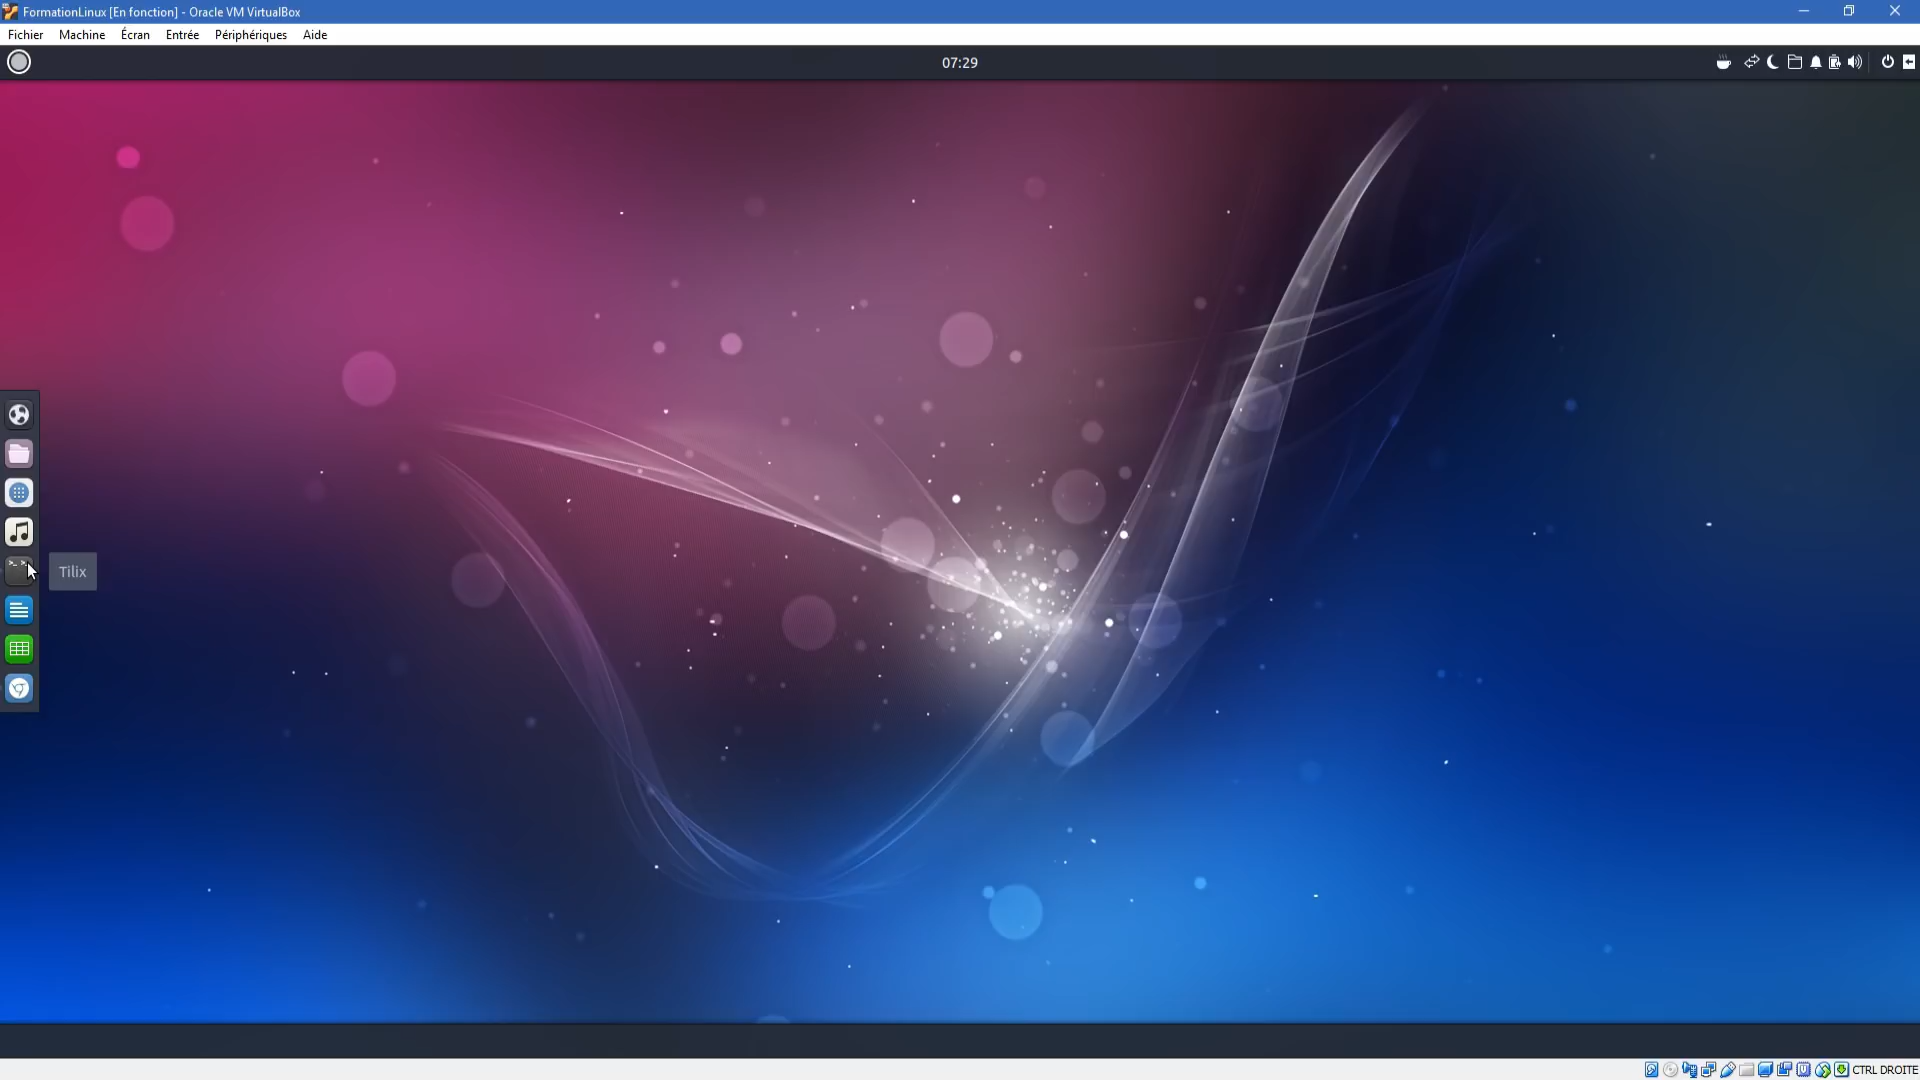 FormationLinux [En fonction] - Oracle VM VirtualBox
Fichier Machine Écran Entrée Périphériques Aide
07:29
Tilix
CTRL DROITE